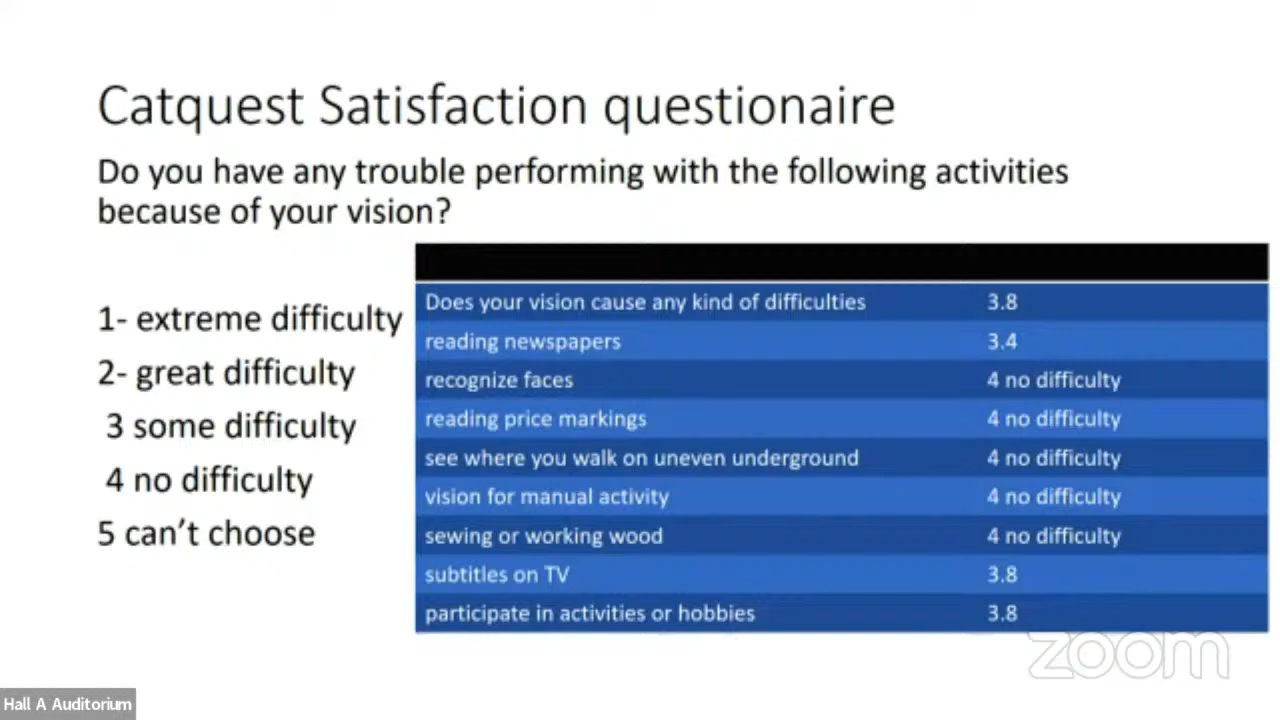 Catquest Satisfaction questionaire
Do you have any trouble performing with the following activities
because of your vision?
1- extreme difficulty
2- great difficulty
3 some difficulty
4 no difficulty
5 can't choose
Does your vision cause any kind of difficulties 3.8
reading newspapers 3.4
recognize faces 4 no difficulty
reading price markings 4 no difficulty
see where you walk on uneven underground 4 no difficulty
vision for manual activity 4 no difficulty
sewing or working wood 4 no difficulty
subtitles on TV 3.8
participate in activities or hobbies 3.8
zoom
Hall A Auditorium